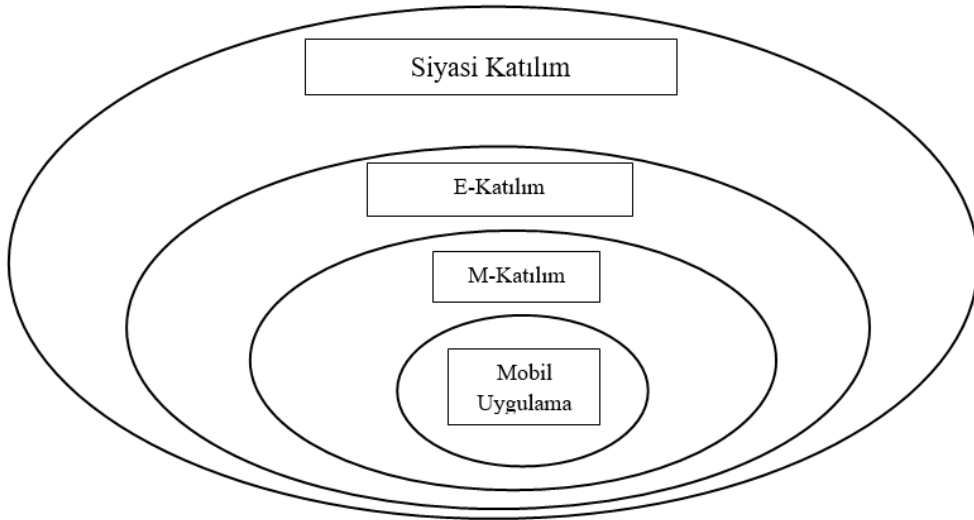 Siyasi Katılım
E-Katılım
M-Katılım
Mobil
Uygulama